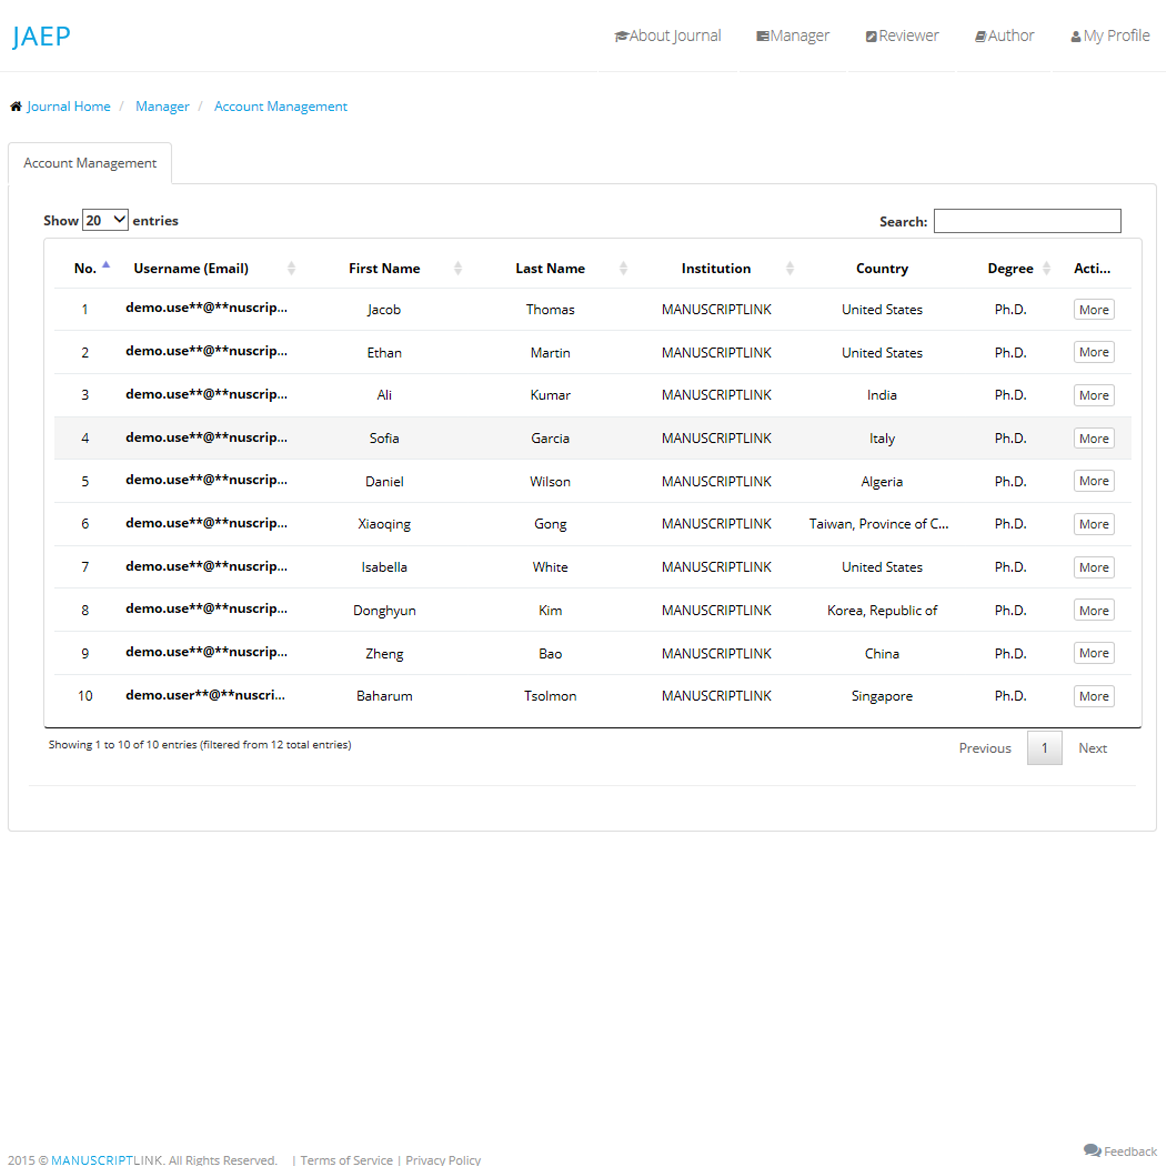 JAEP About Journal Manager Reviewer Author My Profile
Journal Home / Manager / Account Management
Account Management
Show 20 entries Search:
No. Username (Email) First Name Last Name Institution Country Degree Acti...
1 demo.use**@**nuscrip... Jacob Thomas MANUSCRIPTLINK United States Ph.D. More
2 demo.use**@**nuscrip... Ethan Martin MANUSCRIPTLINK United States Ph.D. More
3 demo.use**@**nuscrip... Ali Kumar MANUSCRIPTLINK India Ph.D. More
4 demo.use**@**nuscrip... Sofia Garcia MANUSCRIPTLINK Italy Ph.D. More
5 demo.use**@**nuscrip... Daniel Wilson MANUSCRIPTLINK Algeria Ph.D. More
6 demo.use**@**nuscrip... Xiaoqing Gong MANUSCRIPTLINK Taiwan, Province of C... Ph.D. More
7 demo.use**@**nuscrip... Isabella White MANUSCRIPTLINK United States Ph.D. More
8 demo.use**@**nuscrip... Donghyun Kim MANUSCRIPTLINK Korea, Republic of Ph.D. More
9 demo.use**@**nuscrip... Zheng Bao MANUSCRIPTLINK China Ph.D. More
10 demo.user**@**nuscri... Baharum Tsolmon MANUSCRIPTLINK Singapore Ph.D. More
Showing 1 to 10 of 10 entries (filtered from 12 total entries) Previous 1 Next
Feedback
2015 © MANUSCRIPTLINK. All Rights Reserved. | Terms of Service | Privacy Policy